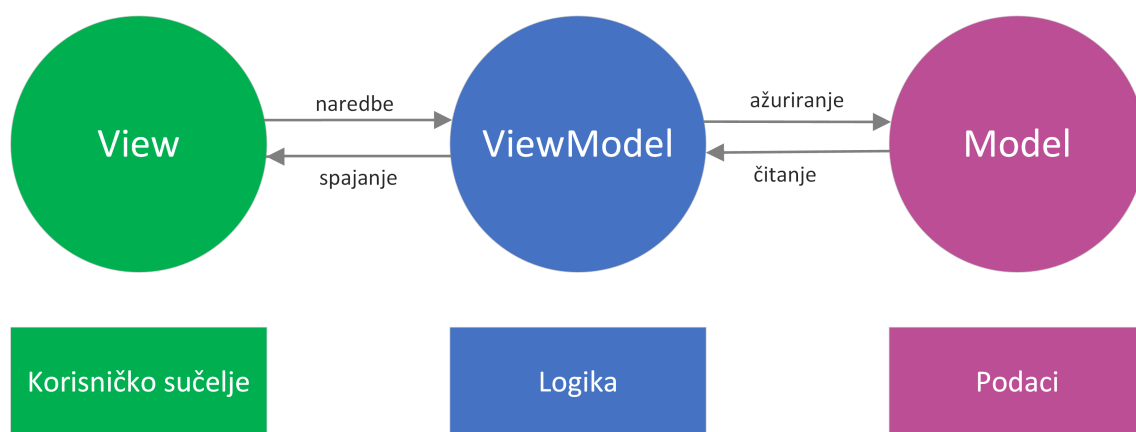 naredbe
ažuriranje
View
ViewModel
Model
spajanje
čitanje
Korisničko sučelje
Logika
Podaci